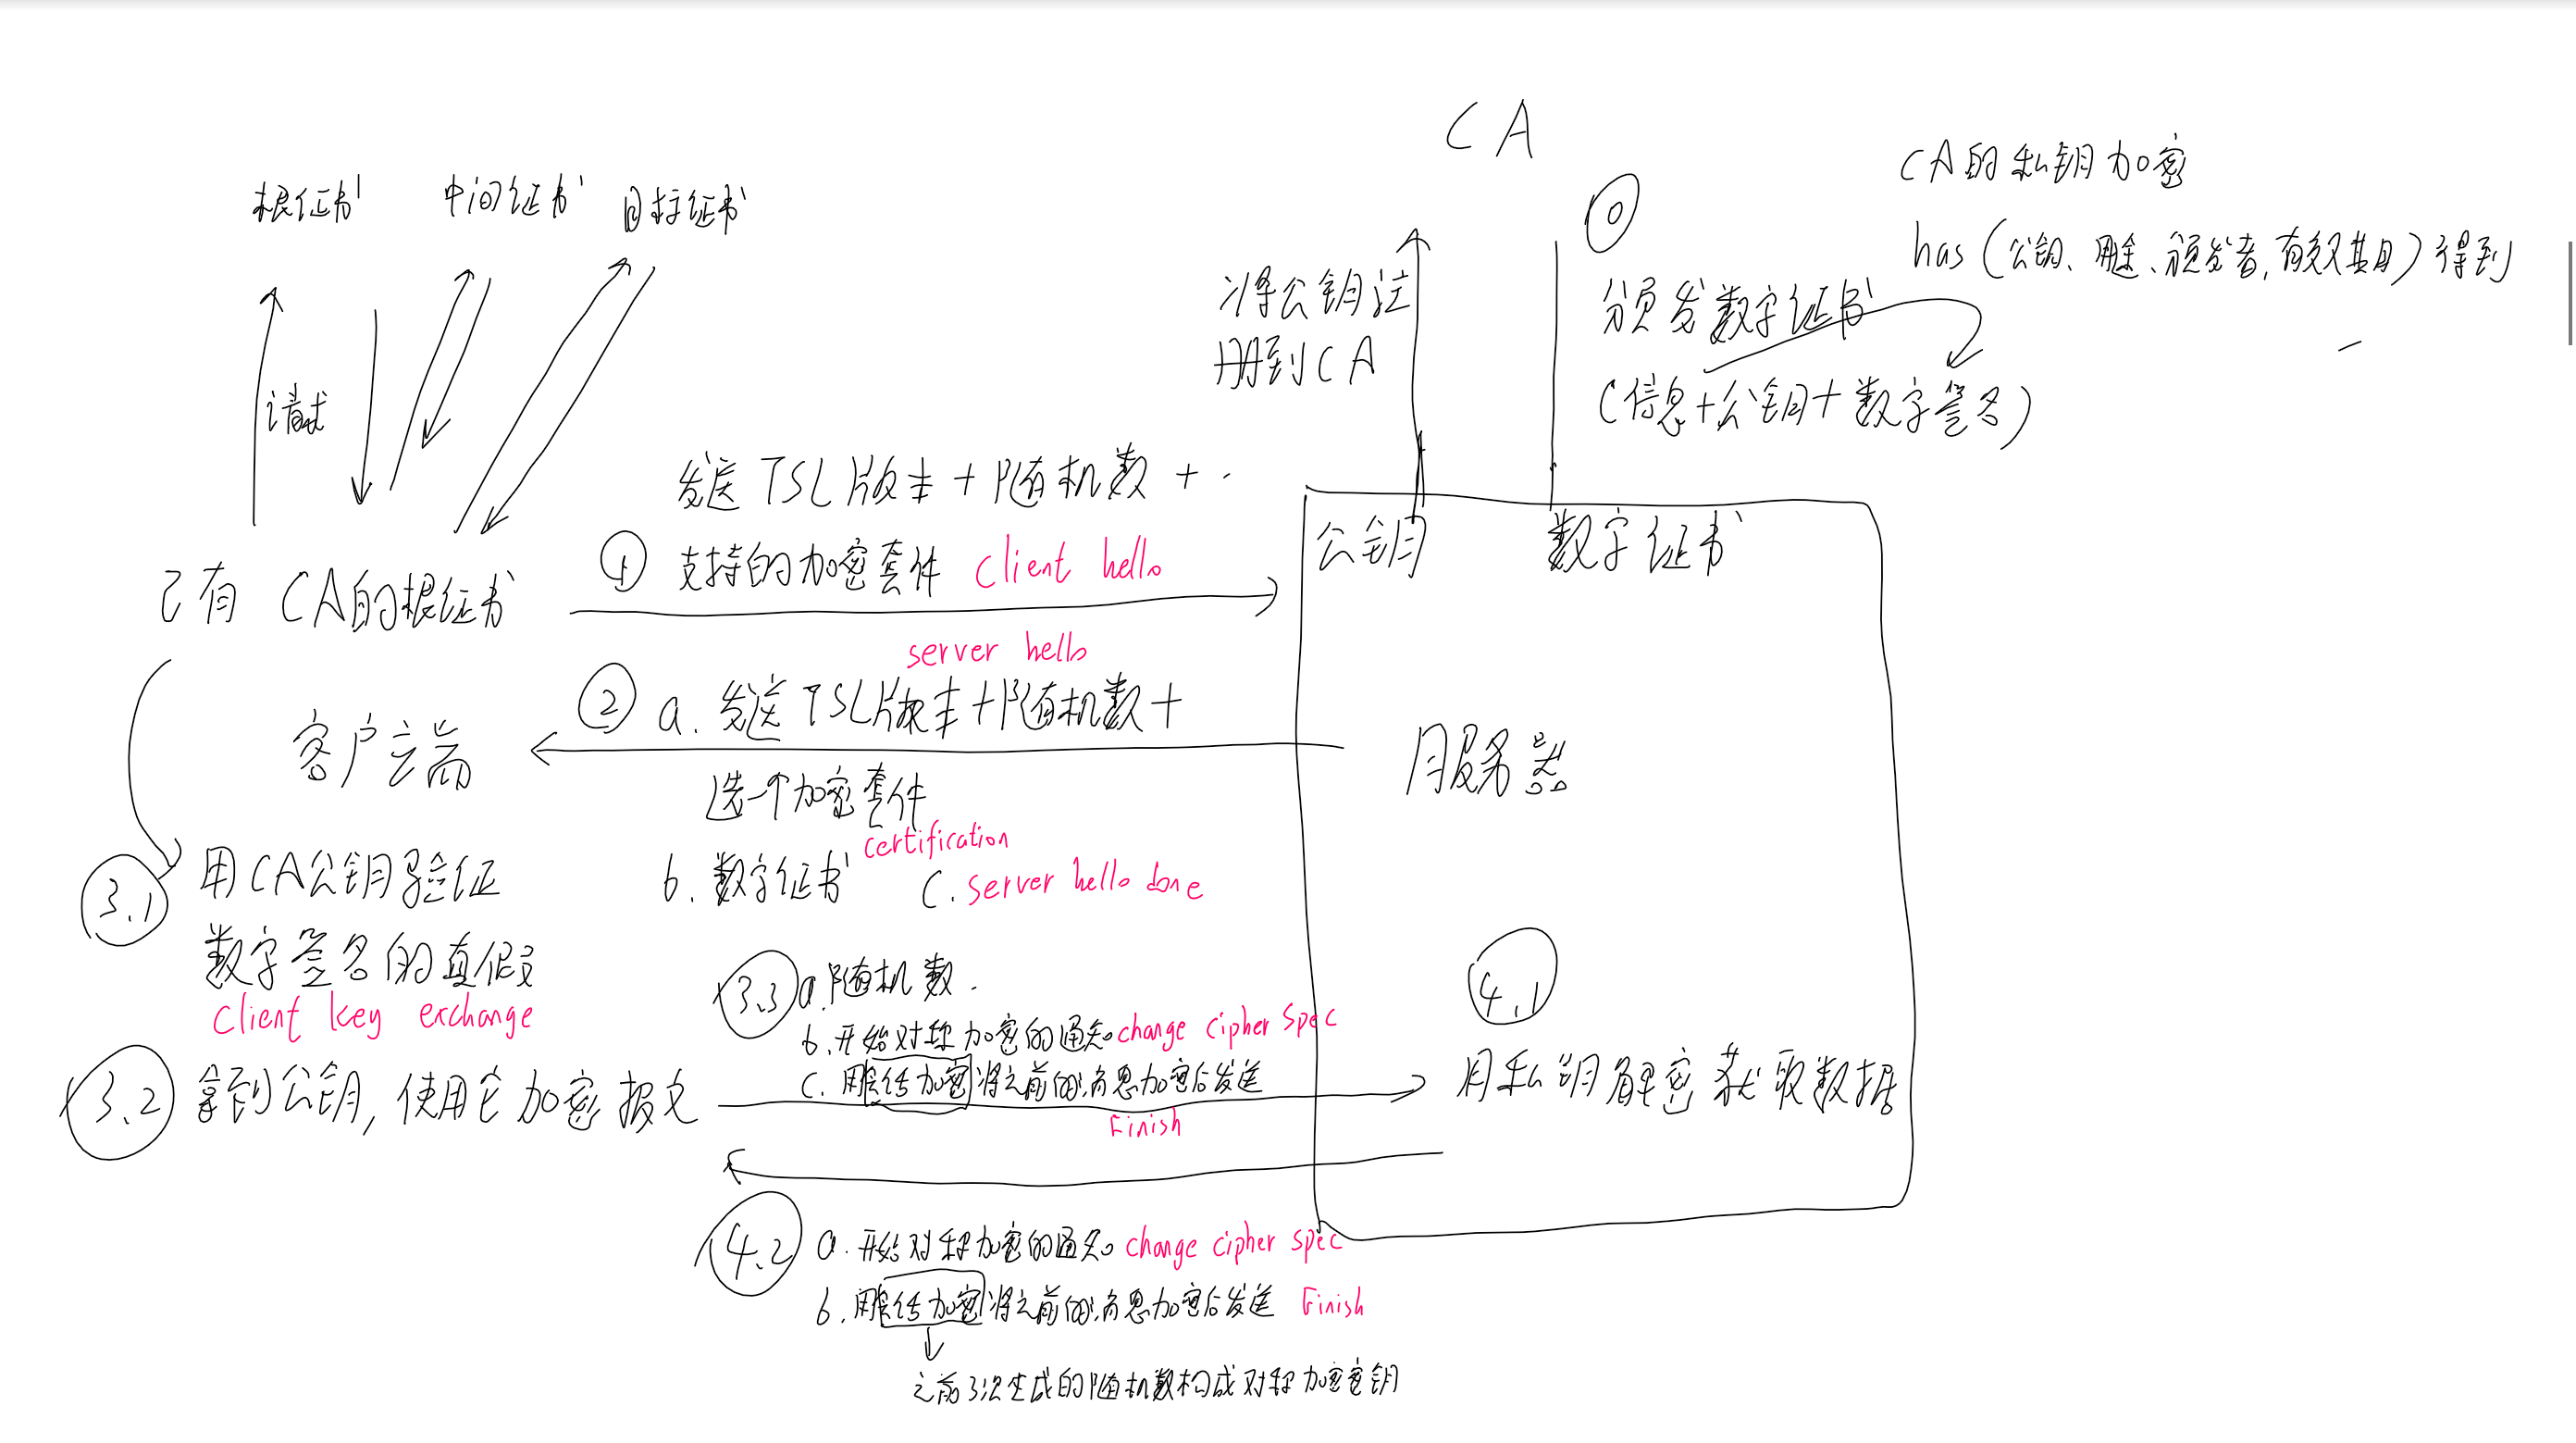 CA
0
CA的私钥加密
has(公钥、用途、颁发者,有效期)得到
将公钥注
册到CA
颁发数字证书
(信息+公钥+数字签名)
根证书
中间证书
目标证书
请求
已有 CA的根证书
客户端
发送 TSL版本+随机数+.
1 支持的加密套件 client hello
server hello
2 a. 发送TSL版本+随机数+
选一个加密套件
certification
b. 数字证书 C. server hello done
公钥
数字证书
服务器
3.1 用CA公钥验证
数字签名的真假
client key exchange
3.2 拿到公钥,使用它加密报文
3.3 a.随机数.
b.开始对称加密的通知 change cipher spec
C. 用会话加密将之前的消息加密后发送
Finish
4.1
用私钥解密获取数据
4.2 a. 开始对称加密的通知 change cipher spec
b. 用会话加密将之前的消息加密后发送 Finish
之前3次生成的随机数构成对称加密密钥